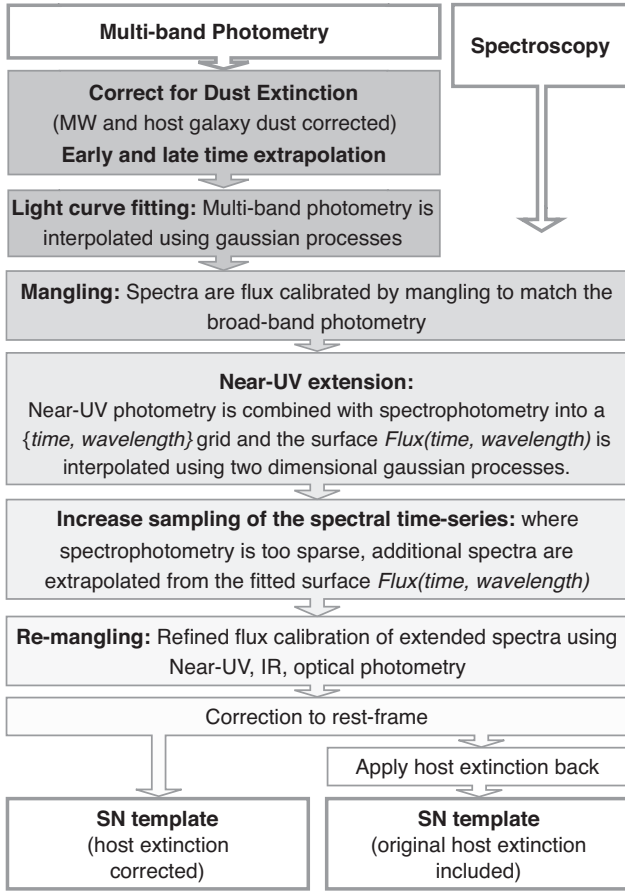 Multi-band Photometry
Spectroscopy
Correct for Dust Extinction
(MW and host galaxy dust corrected)
Early and late time extrapolation
Light curve fitting: Multi-band photometry is
interpolated using gaussian processes
Mangling: Spectra are flux calibrated by mangling to match the
broad-band photometry
Near-UV extension:
Near-UV photometry is combined with spectrophotometry into a
{time, wavelength} grid and the surface Flux(time, wavelength) is
interpolated using two dimensional gaussian processes.
Increase sampling of the spectral time-series: where
spectrophotometry is too sparse, additional spectra are
extrapolated from the fitted surface Flux(time, wavelength)
Re-mangling: Refined flux calibration of extended spectra using
Near-UV, IR, optical photometry
Correction to rest-frame
Apply host extinction back
SN template
(host extinction
corrected)
SN template
(original host extinction
included)